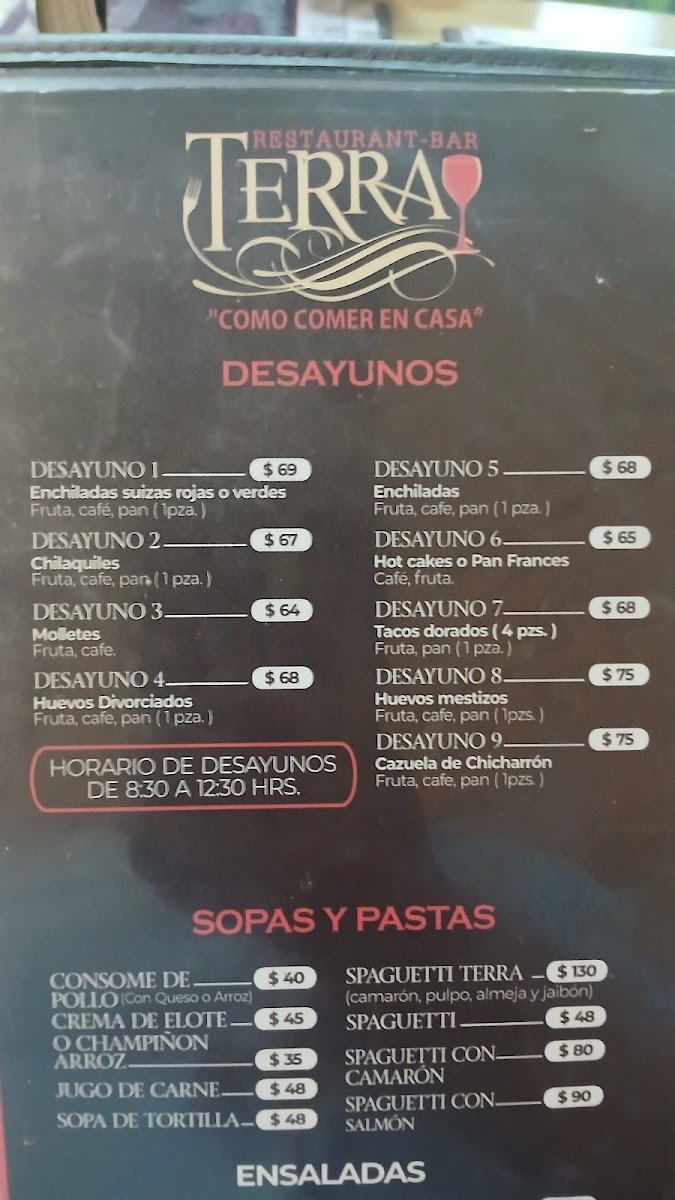 RESTAURANT-BAR
TERRA
"COMO COMER EN CASA"
DESAYUNOS
DESAYUNO 1 $ 69
Enchiladas suizas rojas o verdes
Fruta, café, pan ( 1pza. )
DESAYUNO 2 $ 67
Chilaquiles
Fruta, cafe, pan ( 1 pza. )
DESAYUNO 3 $ 64
Molletes
Fruta, cafe.
DESAYUNO 4 $ 68
Huevos Divorciados
Fruta, cafe, pan ( 1 pza. )
HORARIO DE DESAYUNOS
DE 8:30 A 12:30 HRS.
DESAYUNO 5 $ 68
Enchiladas
Fruta, cafe, pan ( 1 pza. )
DESAYUNO 6 $ 65
Hot cakes o Pan Frances
Café, fruta.
DESAYUNO 7 $ 68
Tacos dorados ( 4 pzs. )
Fruta, pan ( 1 pza. )
DESAYUNO 8 $ 75
Huevos mestizos
Fruta, cafe, pan ( 1pzs. )
DESAYUNO 9 $ 75
Cazuela de Chicharrón
Fruta, cafe, pan ( 1pzs. )
SOPAS Y PASTAS
CONSOME DE $ 40
POLLO (Con Queso o Arroz)
CREMA DE ELOTE $ 45
O CHAMPIÑON
ARROZ $ 35
JUGO DE CARNE $ 48
SOPA DE TORTILLA $ 48
SPAGUETTI TERRA $ 130
(camarón, pulpo, almeja y jaibón)
SPAGUETTI $ 48
SPAGUETTI CON $ 80
CAMARÓN
SPAGUETTI CON $ 90
SALMÓN
ENSALADAS